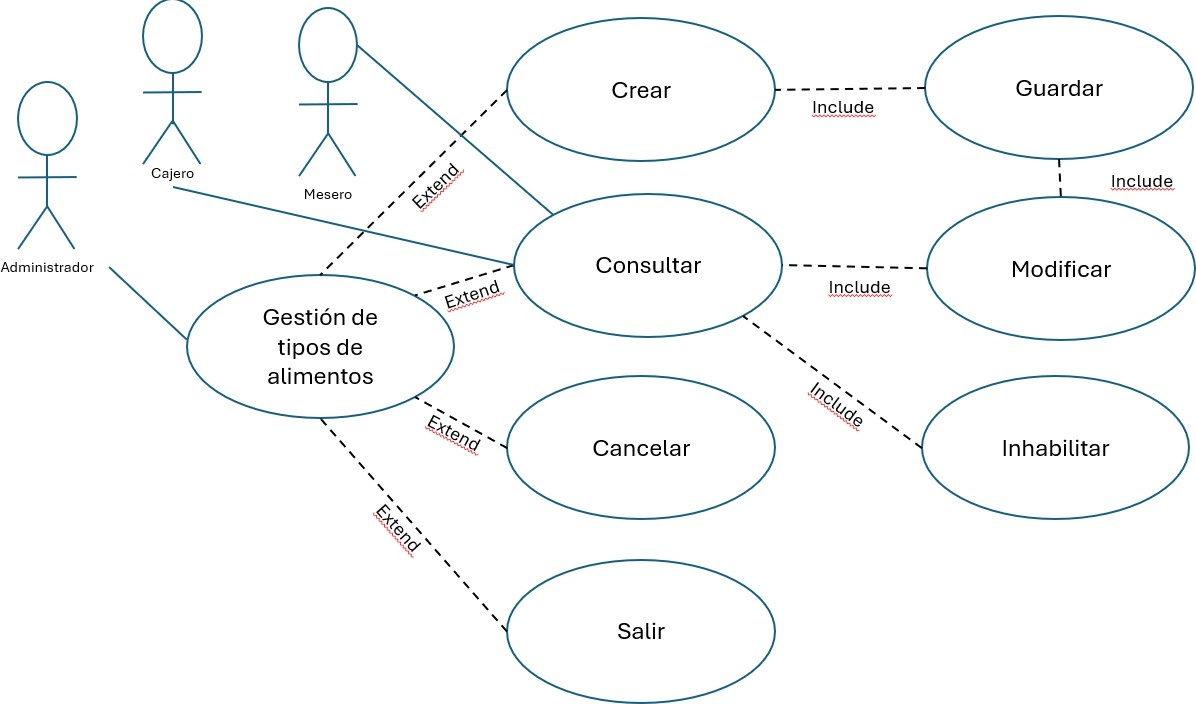 Cajero
Mesero
Administrador
Crear
Include
Guardar
Extend
Include
Consultar
Include
Modificar
Extend
Gestión de
tipos de
alimentos
Include
Extend
Cancelar
Inhabilitar
Extend
Salir